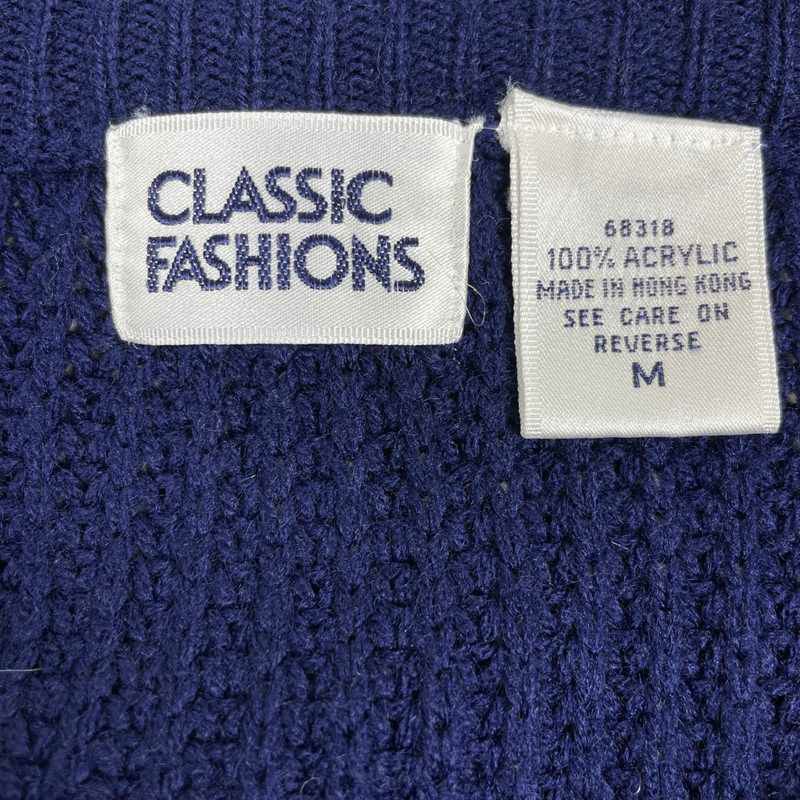 CLASSIC
FASHIONS
68318
100% ACRYLIC
MADE IN HONG KONG
SEE CARE ON
REVERSE
M